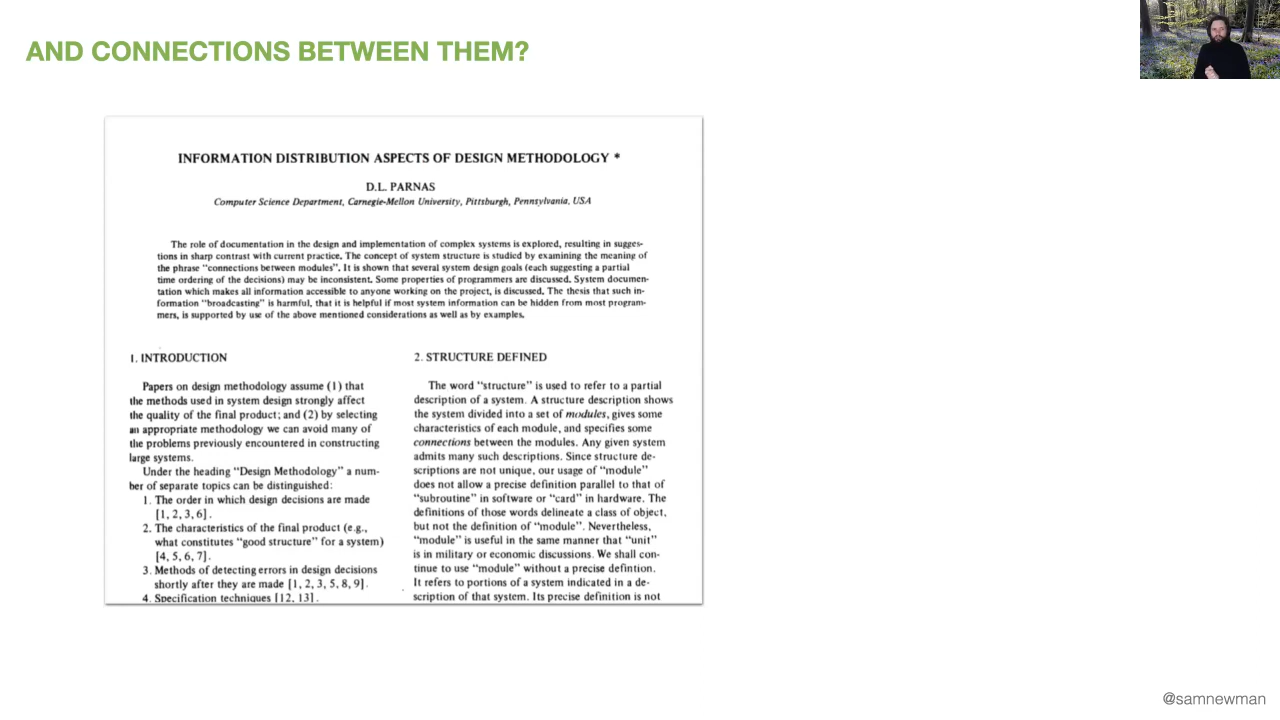 AND CONNECTIONS BETWEEN THEM?
INFORMATION DISTRIBUTION ASPECTS OF DESIGN METHODOLOGY *
D.L. PARNAS
Computer Science Department, Carnegie-Mellon University, Pittsburgh, Pennsylvania, USA
The role of documentation in the design and implementation of complex systems is explored, resulting in sugges-
tions in sharp contrast with current practice. The concept of system structure is studied by examining the meaning of
the phrase "connections between modules". It is shown that several system design goals (each suggesting a partial
time ordering of the decisions) may be inconsistent. Some properties of programmers are discussed. System documen-
tation which makes all information accessible to anyone working on the project, is discussed. The thesis that such in-
formation "broadcasting" is harmful, that it is helpful if most system information can be hidden from most program-
mers, is supported by use of the above mentioned considerations as well as by examples.
1. INTRODUCTION
Papers on design methodology assume (1) that
the methods used in system design strongly affect
the quality of the final product; and (2) by selecting
an appropriate methodology we can avoid many of
the problems previously encountered in constructing
large systems.
Under the heading "Design Methodology" a num-
ber of separate topics can be distinguished:
1. The order in which design decisions are made
[1, 2, 3, 6].
2. The characteristics of the final product (e.g.,
what constitutes "good structure" for a system)
[4, 5, 6, 7].
3. Methods of detecting errors in design decisions
shortly after they are made [1, 2, 3, 5, 8, 9].
4. Specification techniques [12, 13].
2. STRUCTURE DEFINED
The word "structure" is used to refer to a partial
description of a system. A structure description shows
the system divided into a set of modules, gives some
characteristics of each module, and specifies some
connections between the modules. Any given system
admits many such descriptions. Since structure de-
scriptions are not unique, our usage of "module"
does not allow a precise definition parallel to that of
"subroutine" in software or "card" in hardware. The
definitions of those words delineate a class of object,
but not the definition of "module". Nevertheless,
"module" is useful in the same manner that "unit"
is in military or economic discussions. We shall con-
tinue to use "module" without a precise defintion.
It refers to portions of a system indicated in a de-
scription of that system. Its precise definition is not
@samnewman